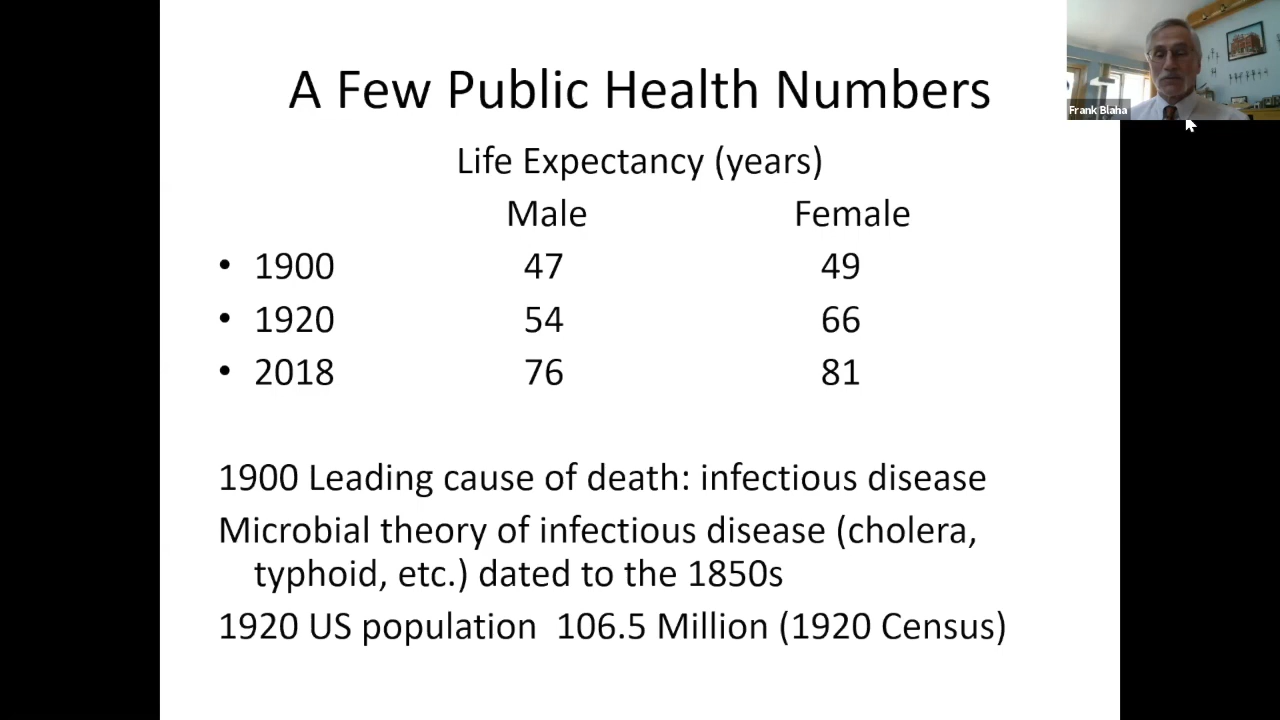 A Few Public Health Numbers
Frank Blaha
Life Expectancy (years)
Male Female
• 1900 47 49
• 1920 54 66
• 2018 76 81
1900 Leading cause of death: infectious disease
Microbial theory of infectious disease (cholera,
typhoid, etc.) dated to the 1850s
1920 US population 106.5 Million (1920 Census)